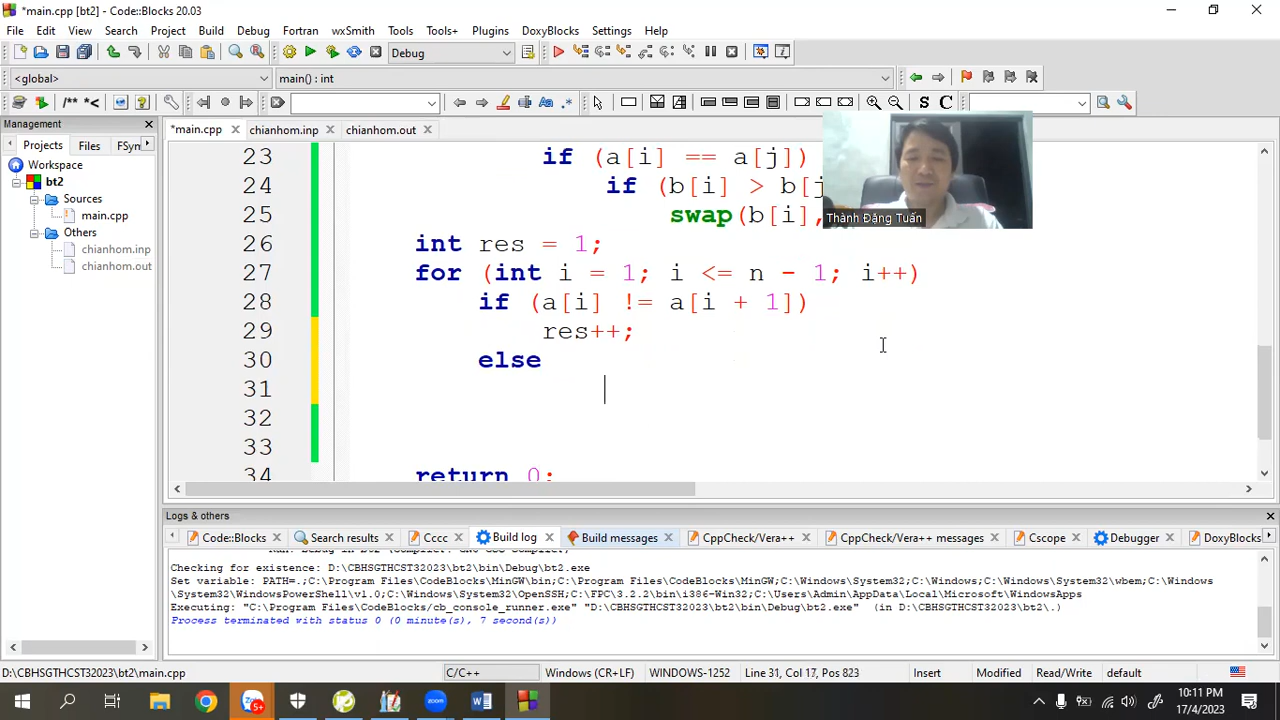 *main.cpp [bt2] - Code::Blocks 20.03
File Edit View Search Project Build Debug Fortran wxSmith Tools Tools+ Plugins DoxyBlocks Settings Help
Debug
<global> main() : int
/** *< S C
Management
Projects Files FSyn
*main.cpp chianhom.inp chianhom.out
Workspace
bt2
Sources
main.cpp
Others
chianhom.inp
chianhom.out
23 if (a[i] == a[j])
24 if (b[i] > b[j
25 swap(b[i],
26 int res = 1;
27 for (int i = 1; i <= n - 1; i++)
28 if (a[i] != a[i + 1])
29 res++;
30 else
31
32
33
34 return 0;
Thành Đặng Tuấn
Logs & others
Code::Blocks Search results Cccc Build log Build messages CppCheck/Vera++ CppCheck/Vera++ messages Cscope Debugger DoxyBlocks
Checking for existence: D:\CBHSGTHCST32023\bt2\bin\Debug\bt2.exe
Set variable: PATH=.;C:\Program Files\CodeBlocks\MinGW\bin;C:\Program Files\CodeBlocks\MinGW;C:\Windows\System32;C:\Windows;C:\Windows\System32\wbem;C:\Windows
\System32\WindowsPowerShell\v1.0;C:\Windows\System32\OpenSSH;C:\FPC\3.2.2\bin\i386-Win32;C:\Users\Admin\AppData\Local\Microsoft\WindowsApps
Executing: "C:\Program Files\CodeBlocks/cb_console_runner.exe" "D:\CBHSGTHCST32023\bt2\bin\Debug\bt2.exe" (in D:\CBHSGTHCST32023\bt2\.)
Process terminated with status 0 (0 minute(s), 7 second(s))
D:\CBHSGTHCST32023\bt2\main.cpp C/C++ Windows (CR+LF) WINDOWS-1252 Line 31, Col 17, Pos 823 Insert Modified Read/Write default
5+ zoom W
10:11 PM
17/4/2023